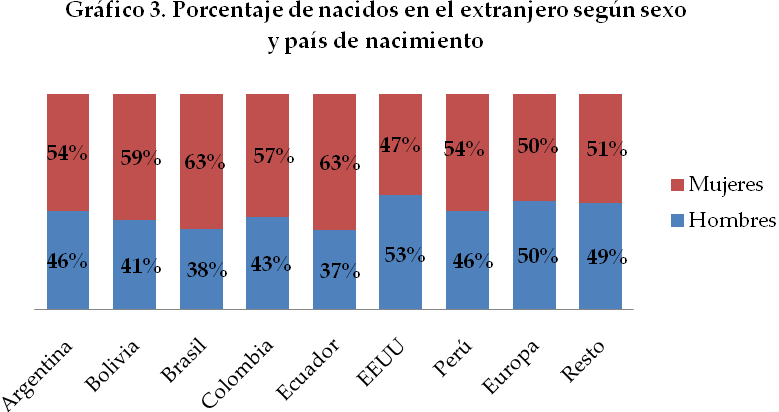 Gráfico 3. Porcentaje de nacidos en el extranjero según sexo
y país de nacimiento
54% 59% 63% 57% 63% 47% 54% 50% 51%
Mujeres
Hombres
46% 41% 38% 43% 37% 53% 46% 50% 49%
Argentina Bolivia Brasil Colombia Ecuador EEUU Perú Europa Resto